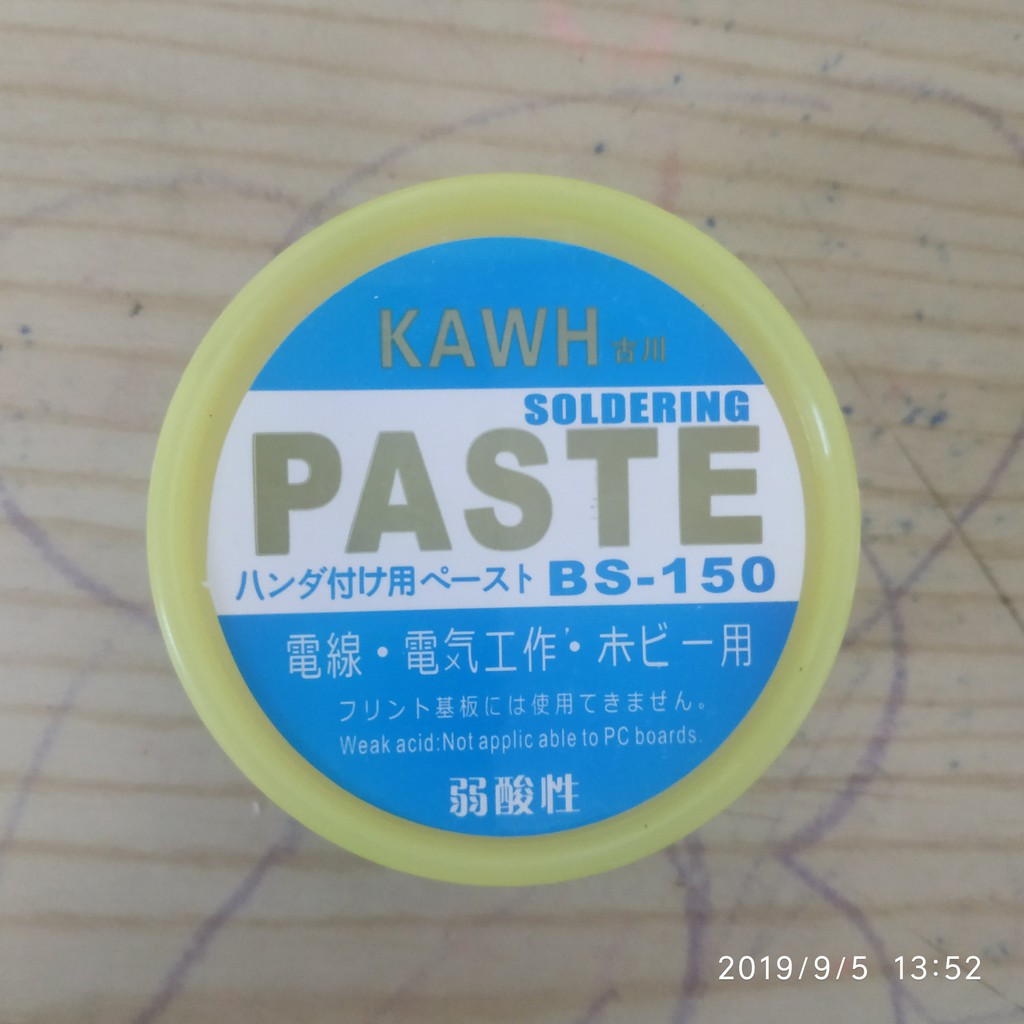 KAWH 古川
SOLDERING
PASTE
ハンダ付け用ペースト BS-150
電線・電気工作・ホビー用
フリント基板には使用てきません。
Weak acid:Not applic able to PC boards.
弱酸性
2019/9/5 13:52